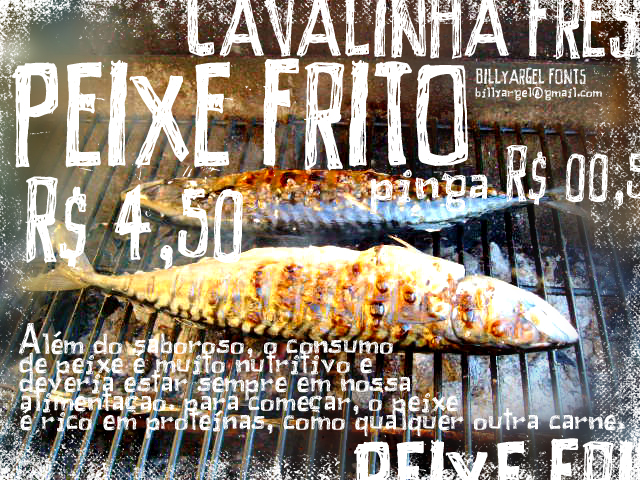 CAVALINHA FRES
PEIXE FRITO
BILLYARGEL FONTS
billyargel@gmail.com
pinga R$ 00,5
R$ 4,50
Além do saboroso, o consumo
de peixe é muito nutritivo e
deveria estar sempre em nossa
alimentação. para começar, o peixe
é rico em proteínas, como qualquer outra carne.
PEIXE FRI